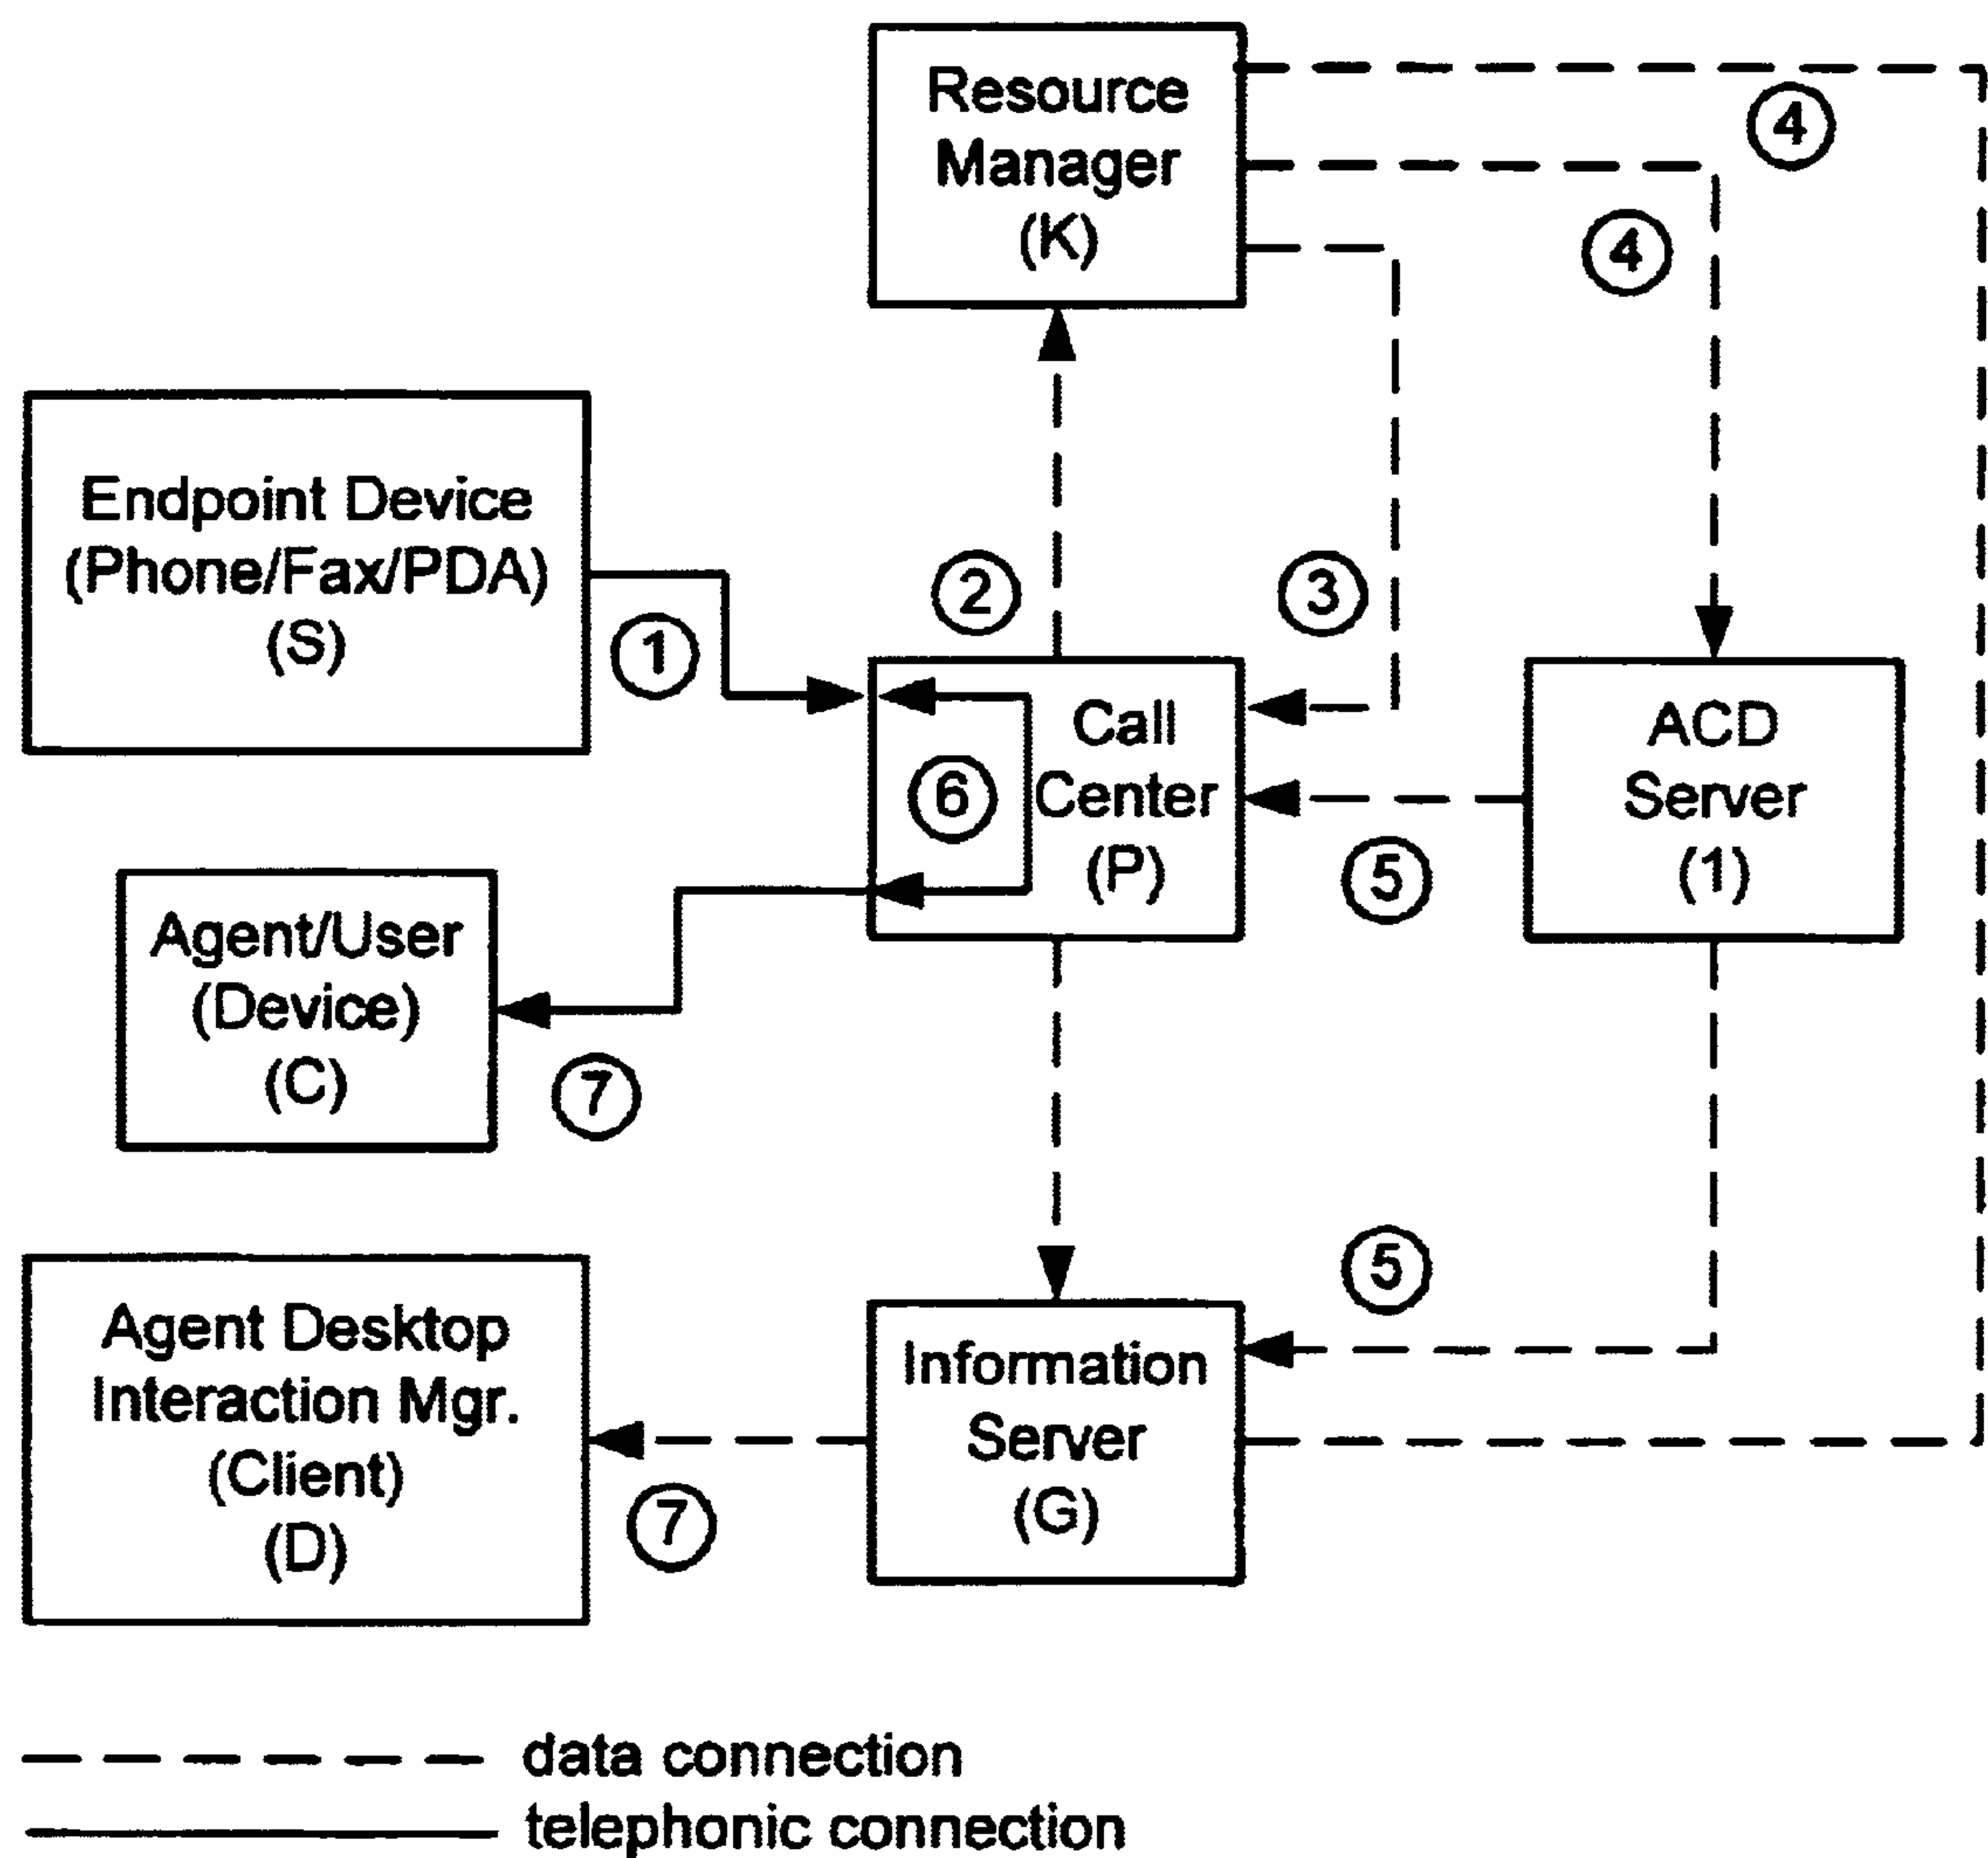 Resource
Manager
(K)
4
4
Endpoint Device
(Phone/Fax/PDA)
(S)
1
2
3
Call
Center
(P)
6
ACD
Server
(1)
5
Agent/User
(Device)
(C)
7
5
Agent Desktop
Interaction Mgr.
(Client)
(D)
7
Information
Server
(G)
data connection
telephonic connection